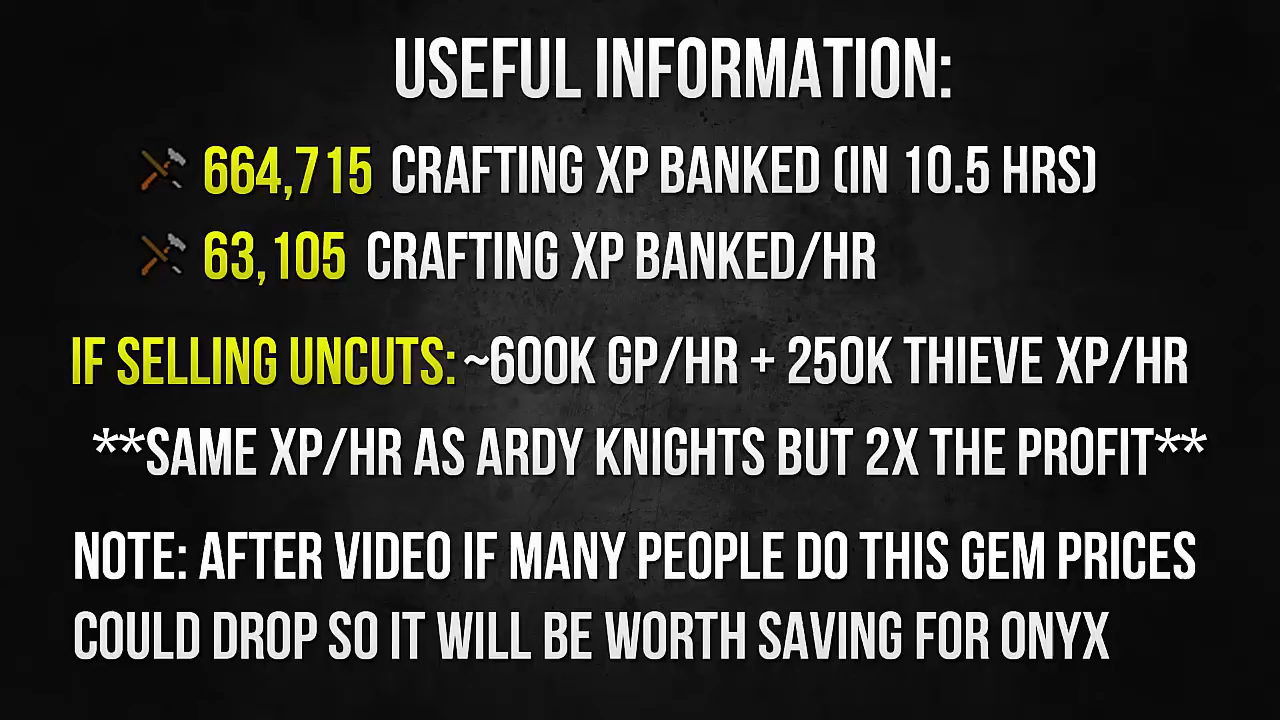 USEFUL INFORMATION:
664,715 CRAFTING XP BANKED (IN 10.5 HRS)
63,105 CRAFTING XP BANKED/HR
IF SELLING UNCUTS: ~600K GP/HR + 250K THIEVE XP/HR
**SAME XP/HR AS ARDY KNIGHTS BUT 2X THE PROFIT**
NOTE: AFTER VIDEO IF MANY PEOPLE DO THIS GEM PRICES
COULD DROP SO IT WILL BE WORTH SAVING FOR ONYX